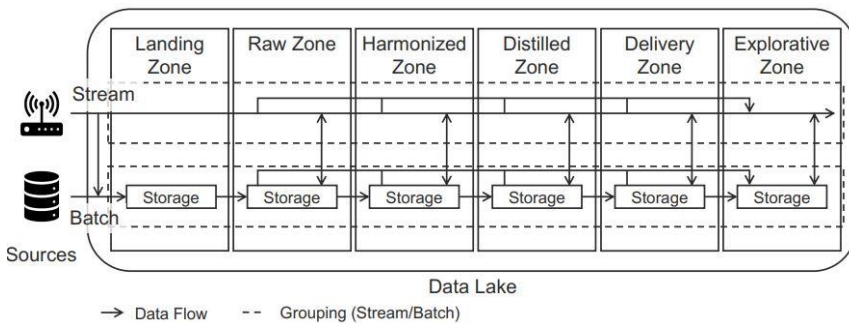 Landing
Zone
Raw Zone
Harmonized
Zone
Distilled
Zone
Delivery
Zone
Explorative
Zone
Stream
Storage
Storage
Storage
Storage
Storage
Storage
Batch
Sources
Data Lake
Data Flow
Grouping (Stream/Batch)